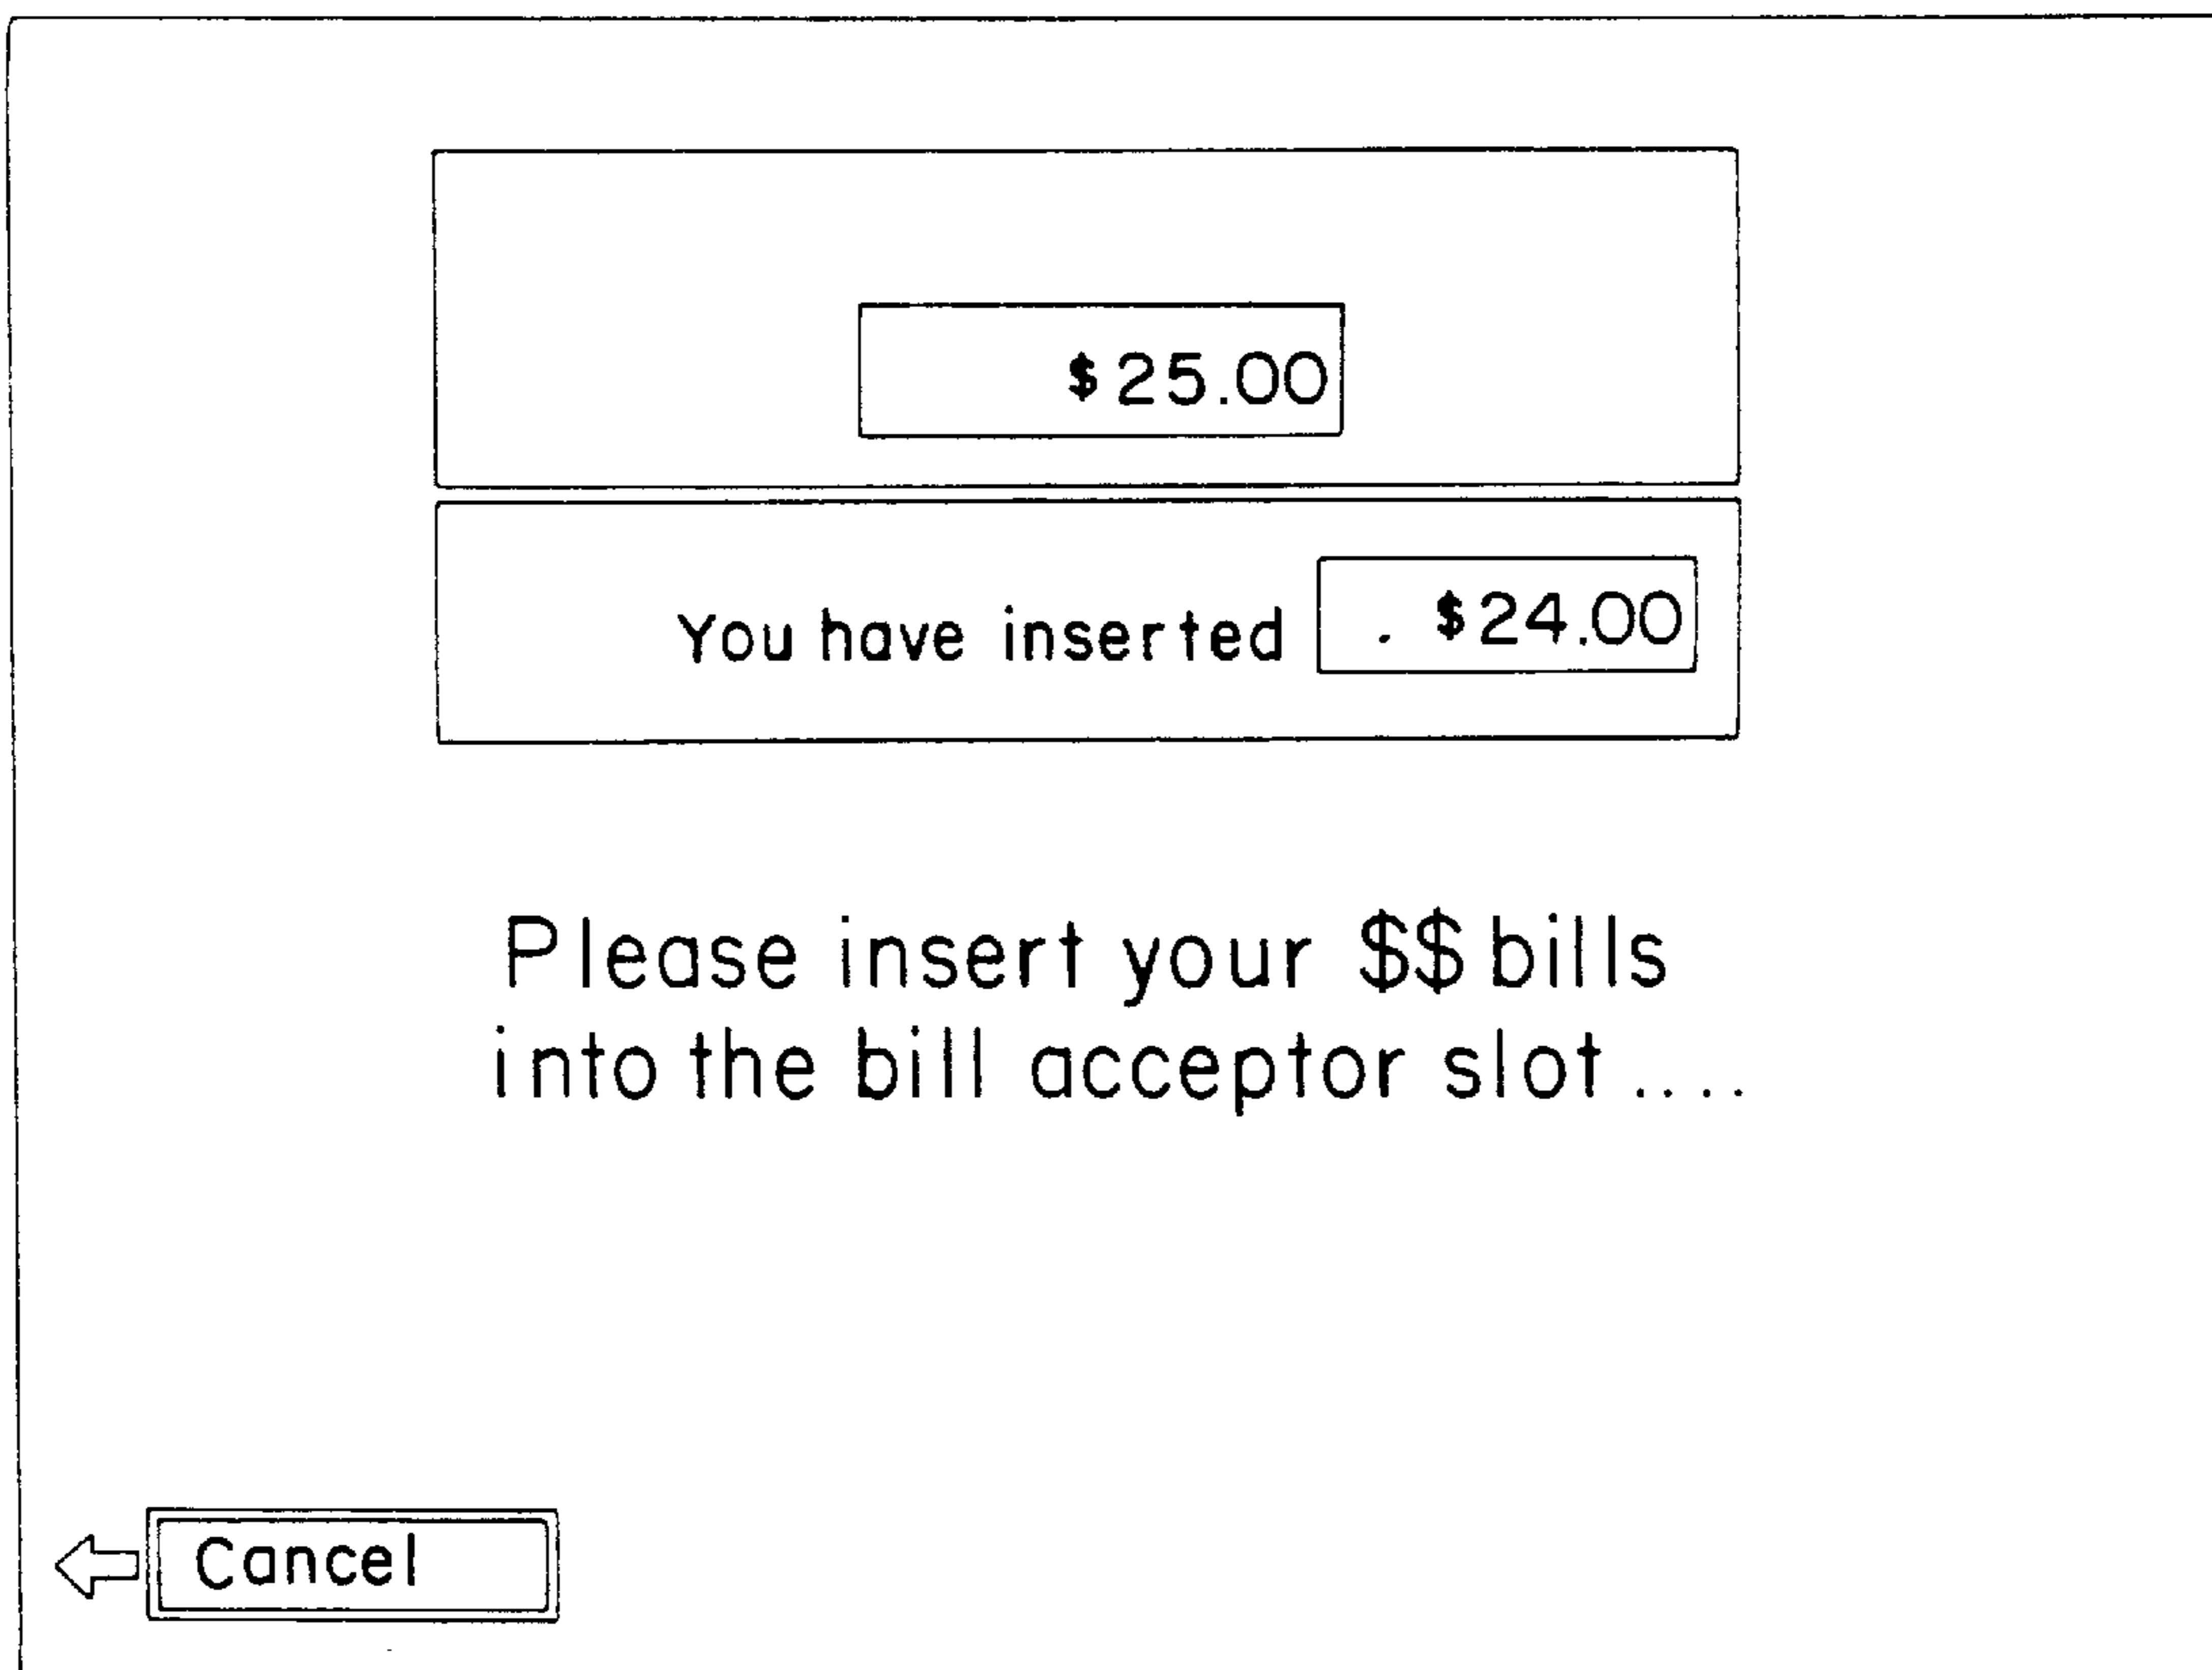 $25.00
You have inserted $24.00
Please insert your $$ bills
into the bill acceptor slot ....
Cancel